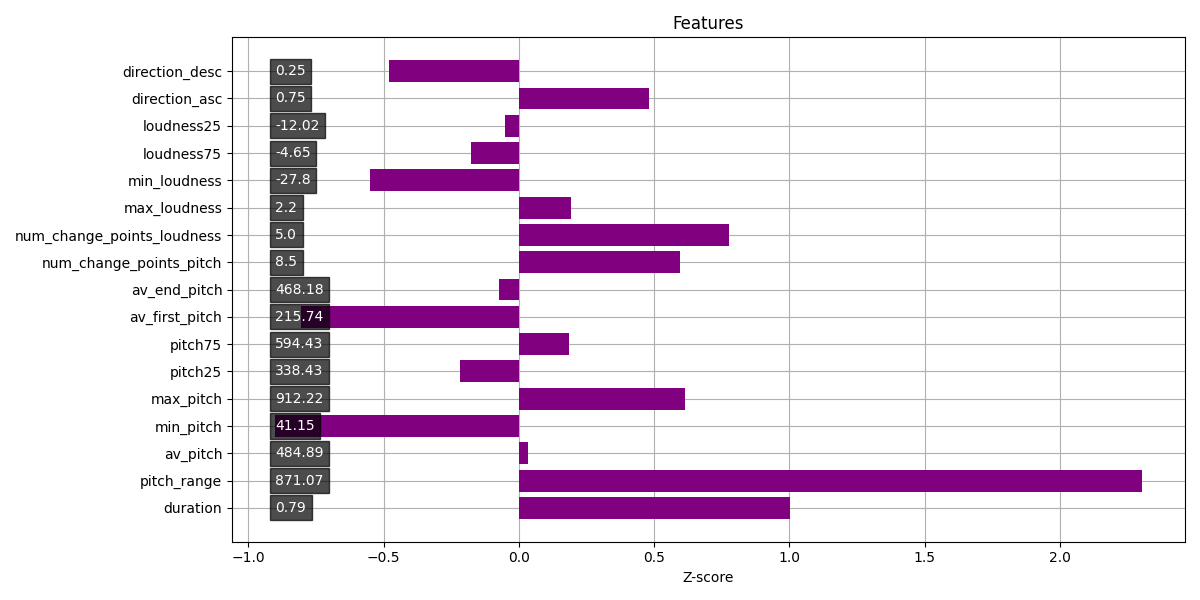 Features
direction_desc 0.25
direction_asc 0.75
loudness25 -12.02
loudness75 -4.65
min_loudness -27.8
max_loudness 2.2
num_change_points_loudness 5.0
num_change_points_pitch 8.5
av_end_pitch 468.18
av_first_pitch 215.74
pitch75 594.43
pitch25 338.43
max_pitch 912.22
min_pitch 41.15
av_pitch 484.89
pitch_range 871.07
duration 0.79
−1.0 −0.5 0.0 0.5 1.0 1.5 2.0
Z-score